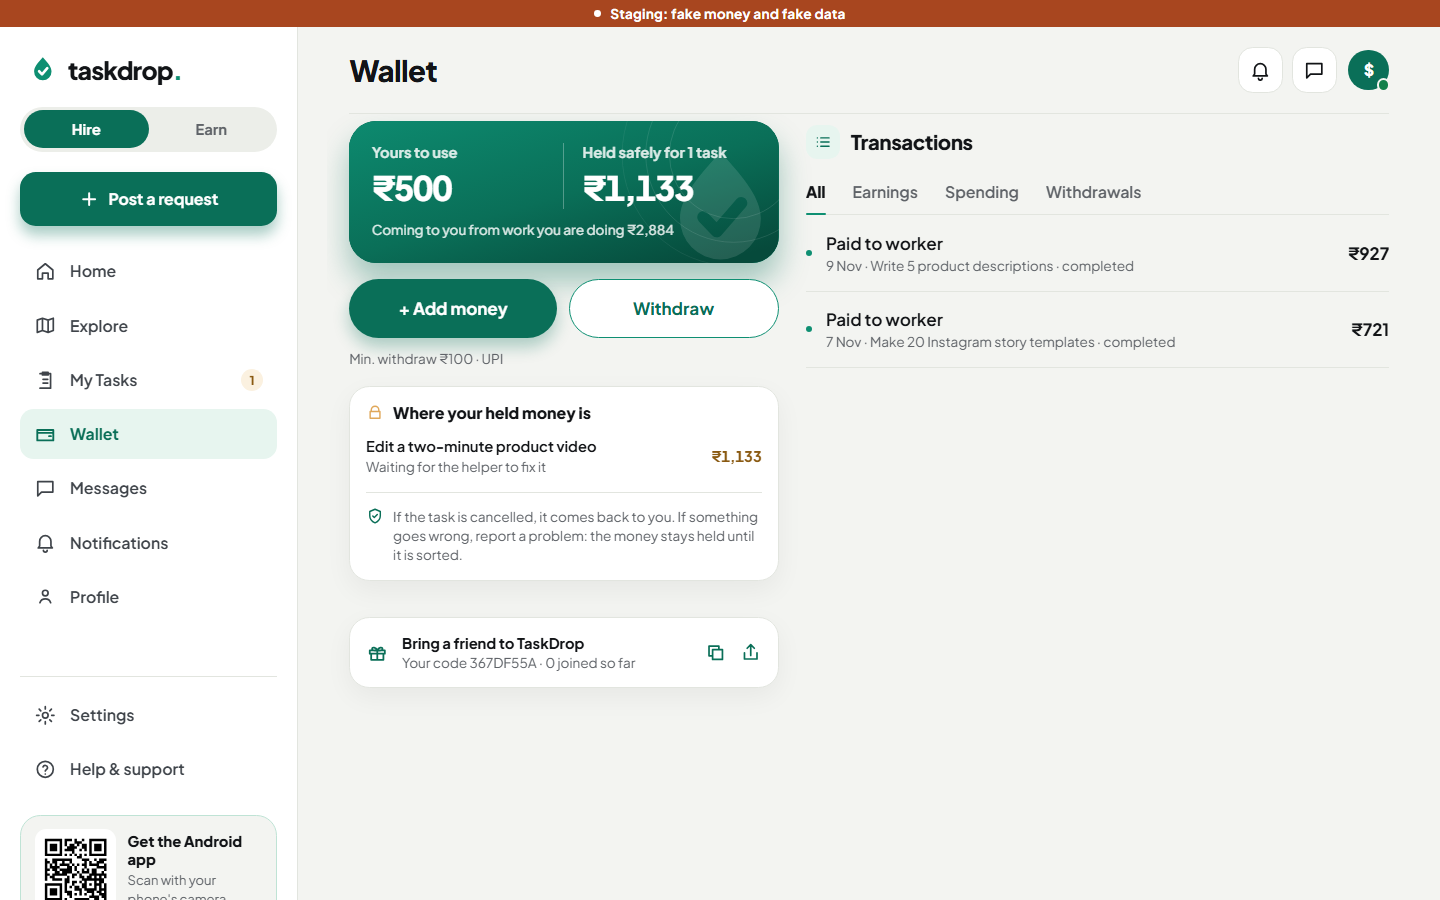 Staging: fake money and fake data
taskdrop.
Hire
Earn
Post a request
Home
Explore
My Tasks
1
Wallet
Messages
Notifications
Profile
Settings
Help & support
Get the Android
app
Scan with your
phone's camera
Wallet
$
Yours to use
₹500
Held safely for 1 task
₹1,133
Coming to you from work you are doing ₹2,884
+ Add money
Withdraw
Min. withdraw ₹100 · UPI
Where your held money is
Edit a two-minute product video
Waiting for the helper to fix it
₹1,133
If the task is cancelled, it comes back to you. If something
goes wrong, report a problem: the money stays held until
it is sorted.
Bring a friend to TaskDrop
Your code 367DF55A · 0 joined so far
Transactions
All
Earnings
Spending
Withdrawals
Paid to worker
9 Nov · Write 5 product descriptions · completed
₹927
Paid to worker
7 Nov · Make 20 Instagram story templates · completed
₹721